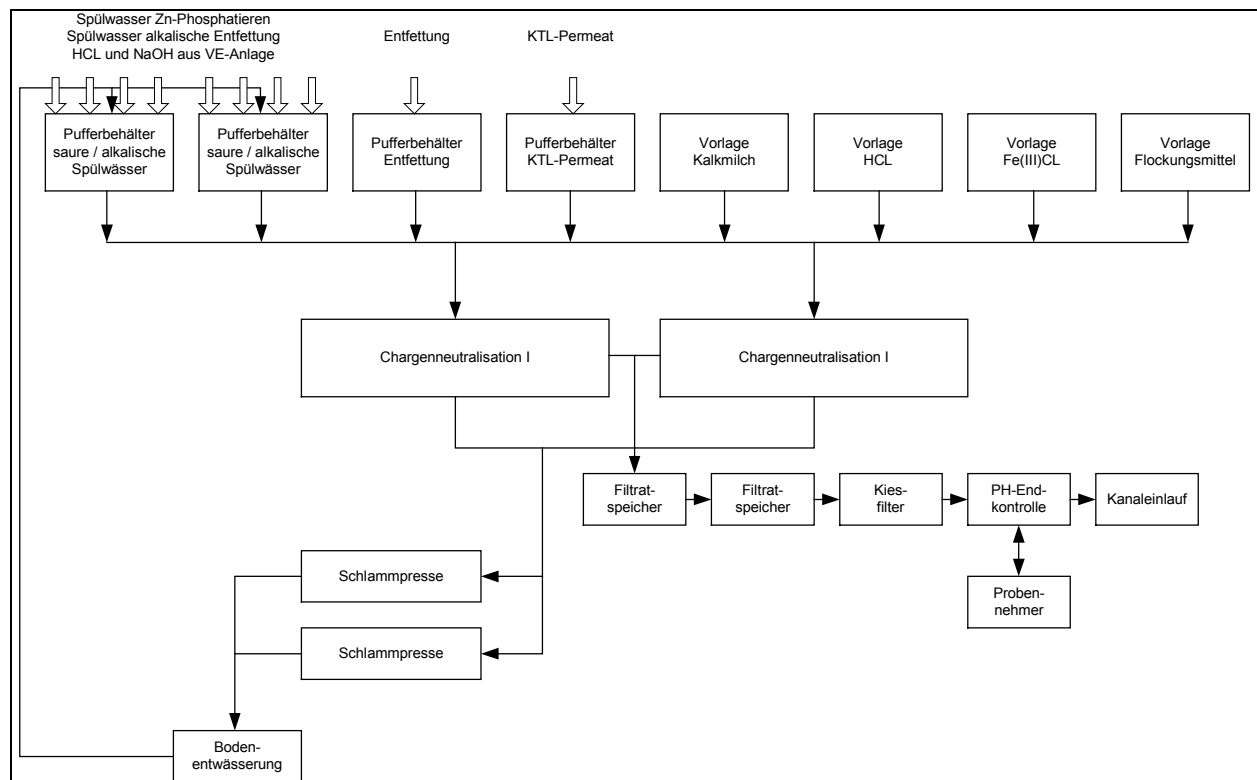 Spülwasser Zn-Phosphatieren
Spülwasser alkalische Entfettung
HCL und NaOH aus VE-Anlage
Entfettung
KTL-Permeat
Pufferbehälter
saure / alkalische
Spülwässer
Pufferbehälter
saure / alkalische
Spülwässer
Pufferbehälter
Entfettung
Pufferbehälter
KTL-Permeat
Vorlage
Kalkmilch
Vorlage
HCL
Vorlage
Fe(III)CL
Vorlage
Flockungsmittel
Chargenneutralisation I
Chargenneutralisation I
Filtrat-
speicher
Filtrat-
speicher
Kies-
filter
PH-End-
kontrolle
Kanaleinlauf
Schlammpresse
Proben-
nehmer
Schlammpresse
Boden-
entwässerung